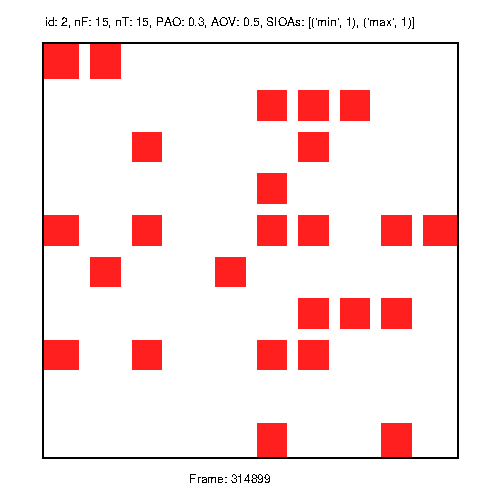 id: 2, nF: 15, nT: 15, PAO: 0.3, AOV: 0.5, SIOAs: [('min', 1), ('max', 1)]
Frame: 314899